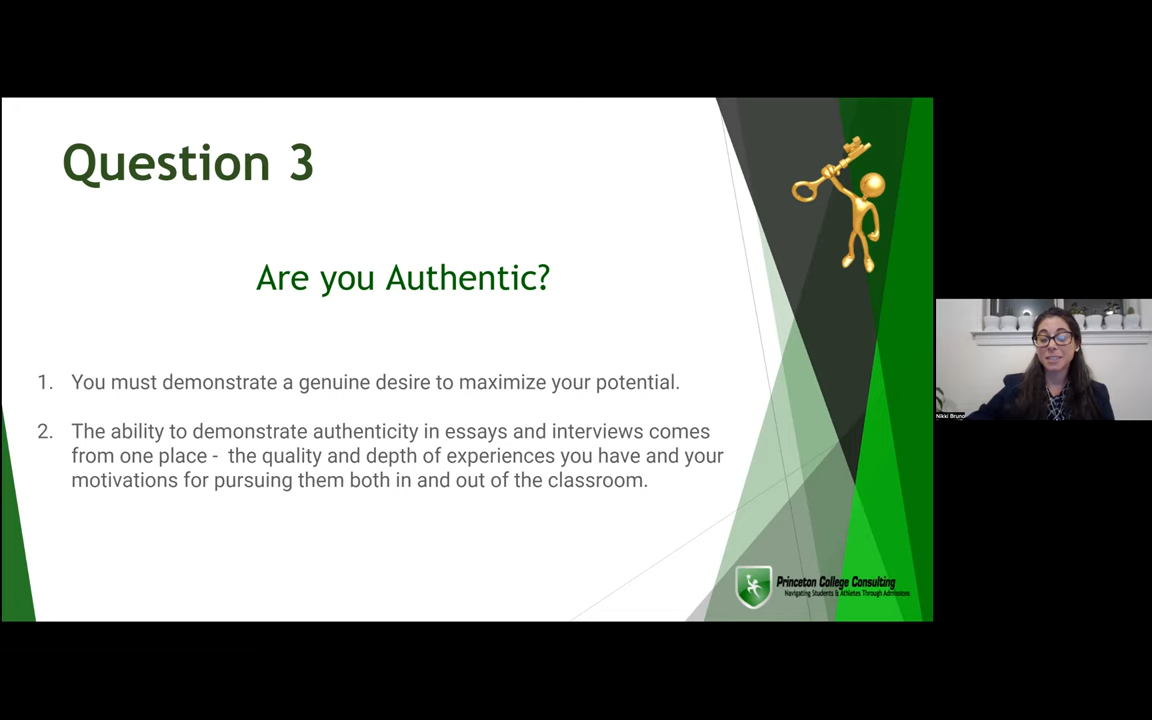 Question 3
Are you Authentic?
1. You must demonstrate a genuine desire to maximize your potential.
2. The ability to demonstrate authenticity in essays and interviews comes
from one place - the quality and depth of experiences you have and your
motivations for pursuing them both in and out of the classroom.
Princeton College Consulting
Navigating Students & Athletes Through Admissions
Nikki Bruno